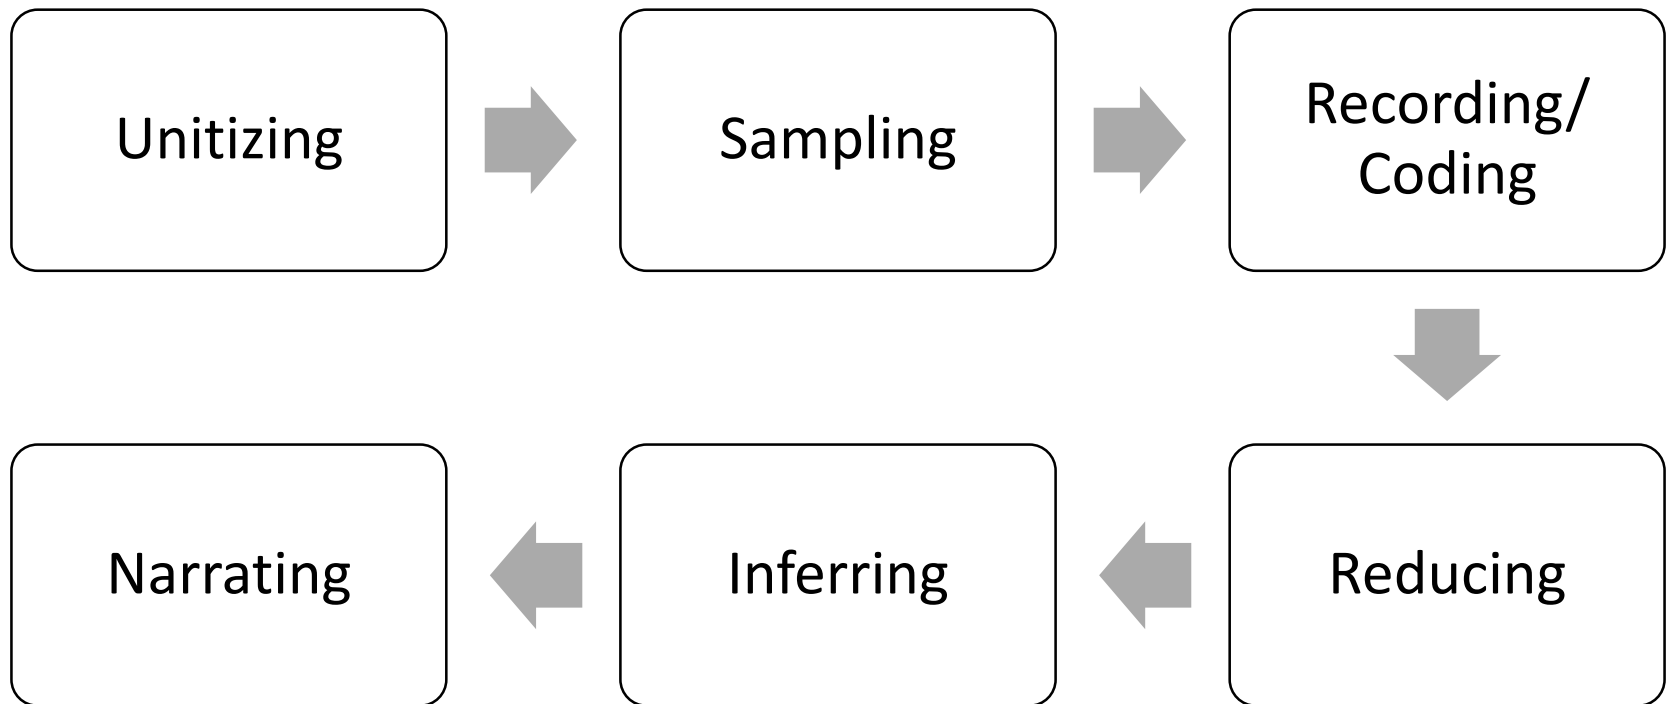 Unitizing
Sampling
Recording/
Coding
Reducing
Inferring
Narrating